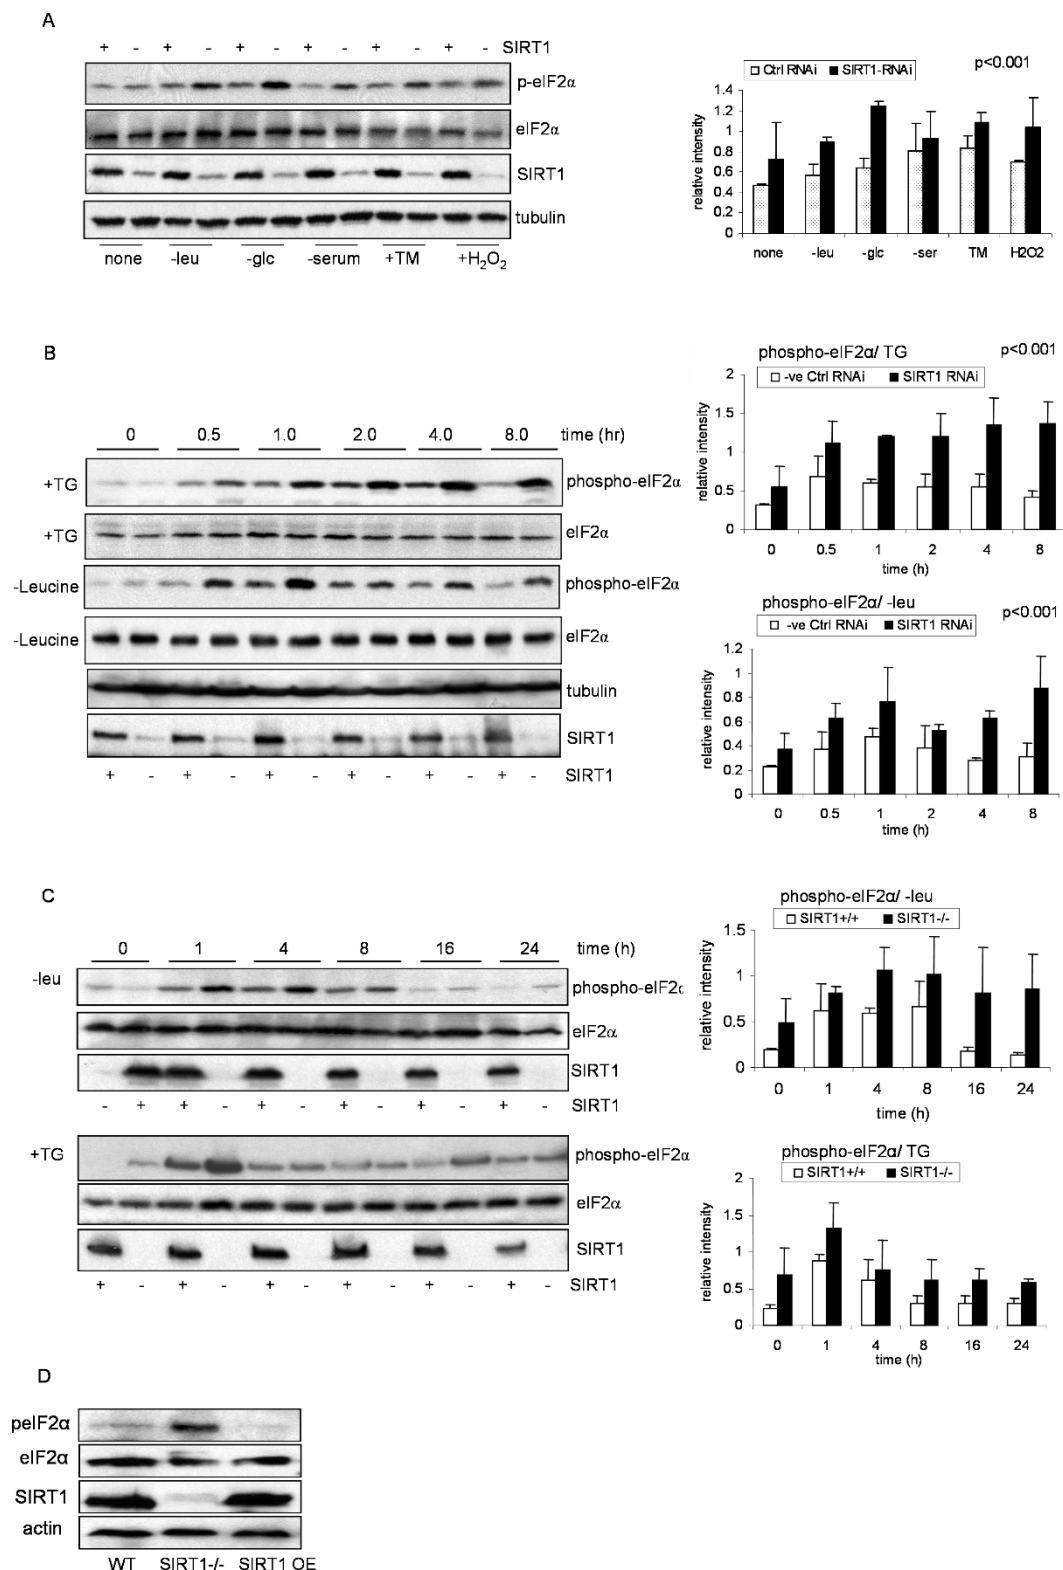 A
+ - + - + - + - + - + - SIRT1
p-eIF2α
eIF2α
SIRT1
tubulin
none -leu -glc -serum +TM +H₂O₂
Ctrl RNAi SIRT1-RNAi
p<0.001
relative intensity
1.4
1.2
1
0.8
0.6
0.4
0.2
0
none -leu -glc -ser TM H2O2
B
0 0.5 1.0 2.0 4.0 8.0 time (hr)
+TG phospho-eIF2α
+TG eIF2α
-Leucine phospho-eIF2α
-Leucine eIF2α
tubulin
SIRT1
+ - + - + - + - + - + - SIRT1
phospho-eIF2α/ TG
p<0.001
-ve Ctrl RNAi SIRT1 RNAi
relative intensity
2
1.5
1
0.5
0
0 0.5 1 2 4 8
time (h)
phospho-eIF2α/ -leu
p<0.001
-ve Ctrl RNAi SIRT1 RNAi
relative intensity
1.2
1
0.8
0.6
0.4
0.2
0
0 0.5 1 2 4 8
time (h)
C
0 1 4 8 16 24 time (h)
-leu phospho-eIF2α
eIF2α
SIRT1
- + + - + - + - + - + - SIRT1
+TG phospho-eIF2α
eIF2α
SIRT1
+ - + - + - + - + - + - SIRT1
phospho-eIF2α/ -leu
SIRT1+/+ SIRT1-/-
relative intensity
1.5
1
0.5
0
0 1 4 8 16 24
time (h)
phospho-eIF2α/ TG
SIRT1+/+ SIRT1-/-
relative intensity
2
1.5
1
0.5
0
0 1 4 8 16 24
time (h)
D
peIF2α
eIF2α
SIRT1
actin
WT SIRT1-/- SIRT1 OE